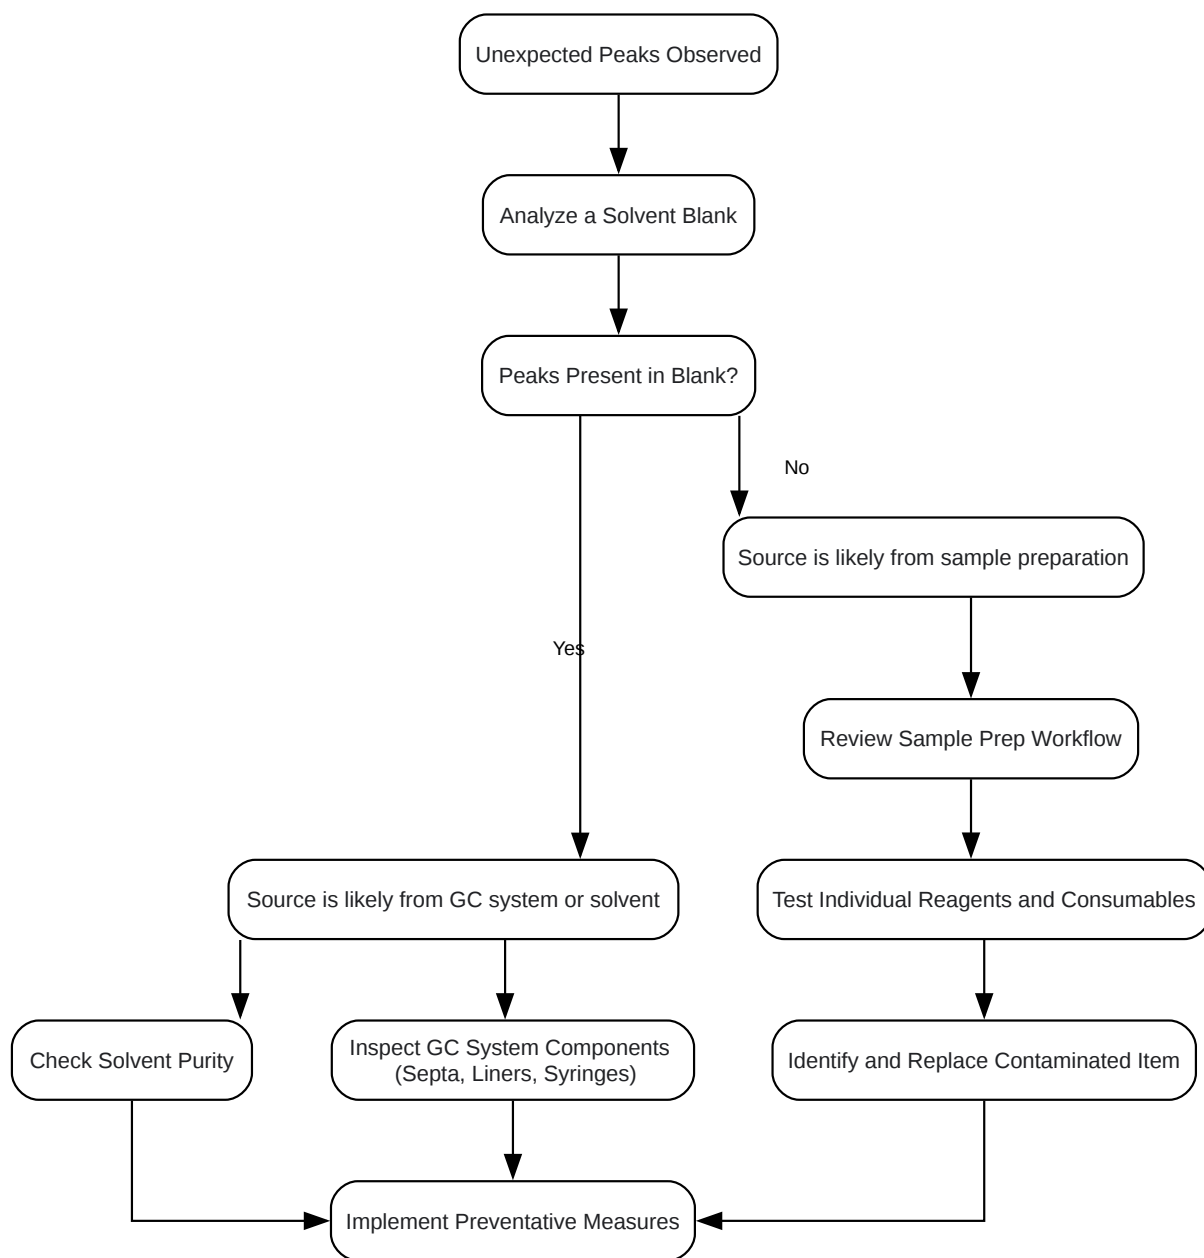 Unexpected Peaks Observed
Analyze a Solvent Blank
Peaks Present in Blank?
No
Source is likely from sample preparation
Yes
Review Sample Prep Workflow
Source is likely from GC system or solvent
Test Individual Reagents and Consumables
Check Solvent Purity
Inspect GC System Components
(Septa, Liners, Syringes)
Identify and Replace Contaminated Item
Implement Preventative Measures